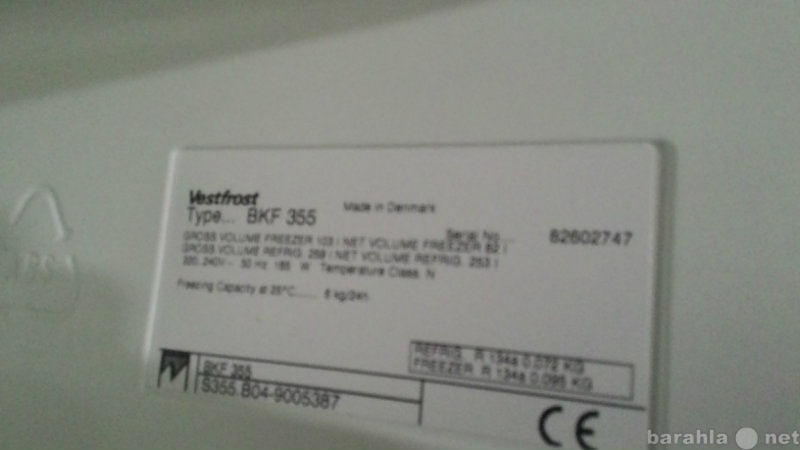 Vestfrost
Made in Denmark
Type... BKF 355
Serial No... 82602747
GROSS VOLUME FREEZER 103 l NET VOLUME FREEZER 82 l
GROSS VOLUME REFRIG. 259 l NET VOLUME REFRIG. 253 l
220..240V~ 50 Hz 185 W Temperature Class. N
Freezing Capacity at 25°C...... 6 kg/24h
REFRIG. R 134a 0,072 KG
FREEZER R 134a 0,095 KG
BKF 355
S355.B04-9005387
CE
barahla net